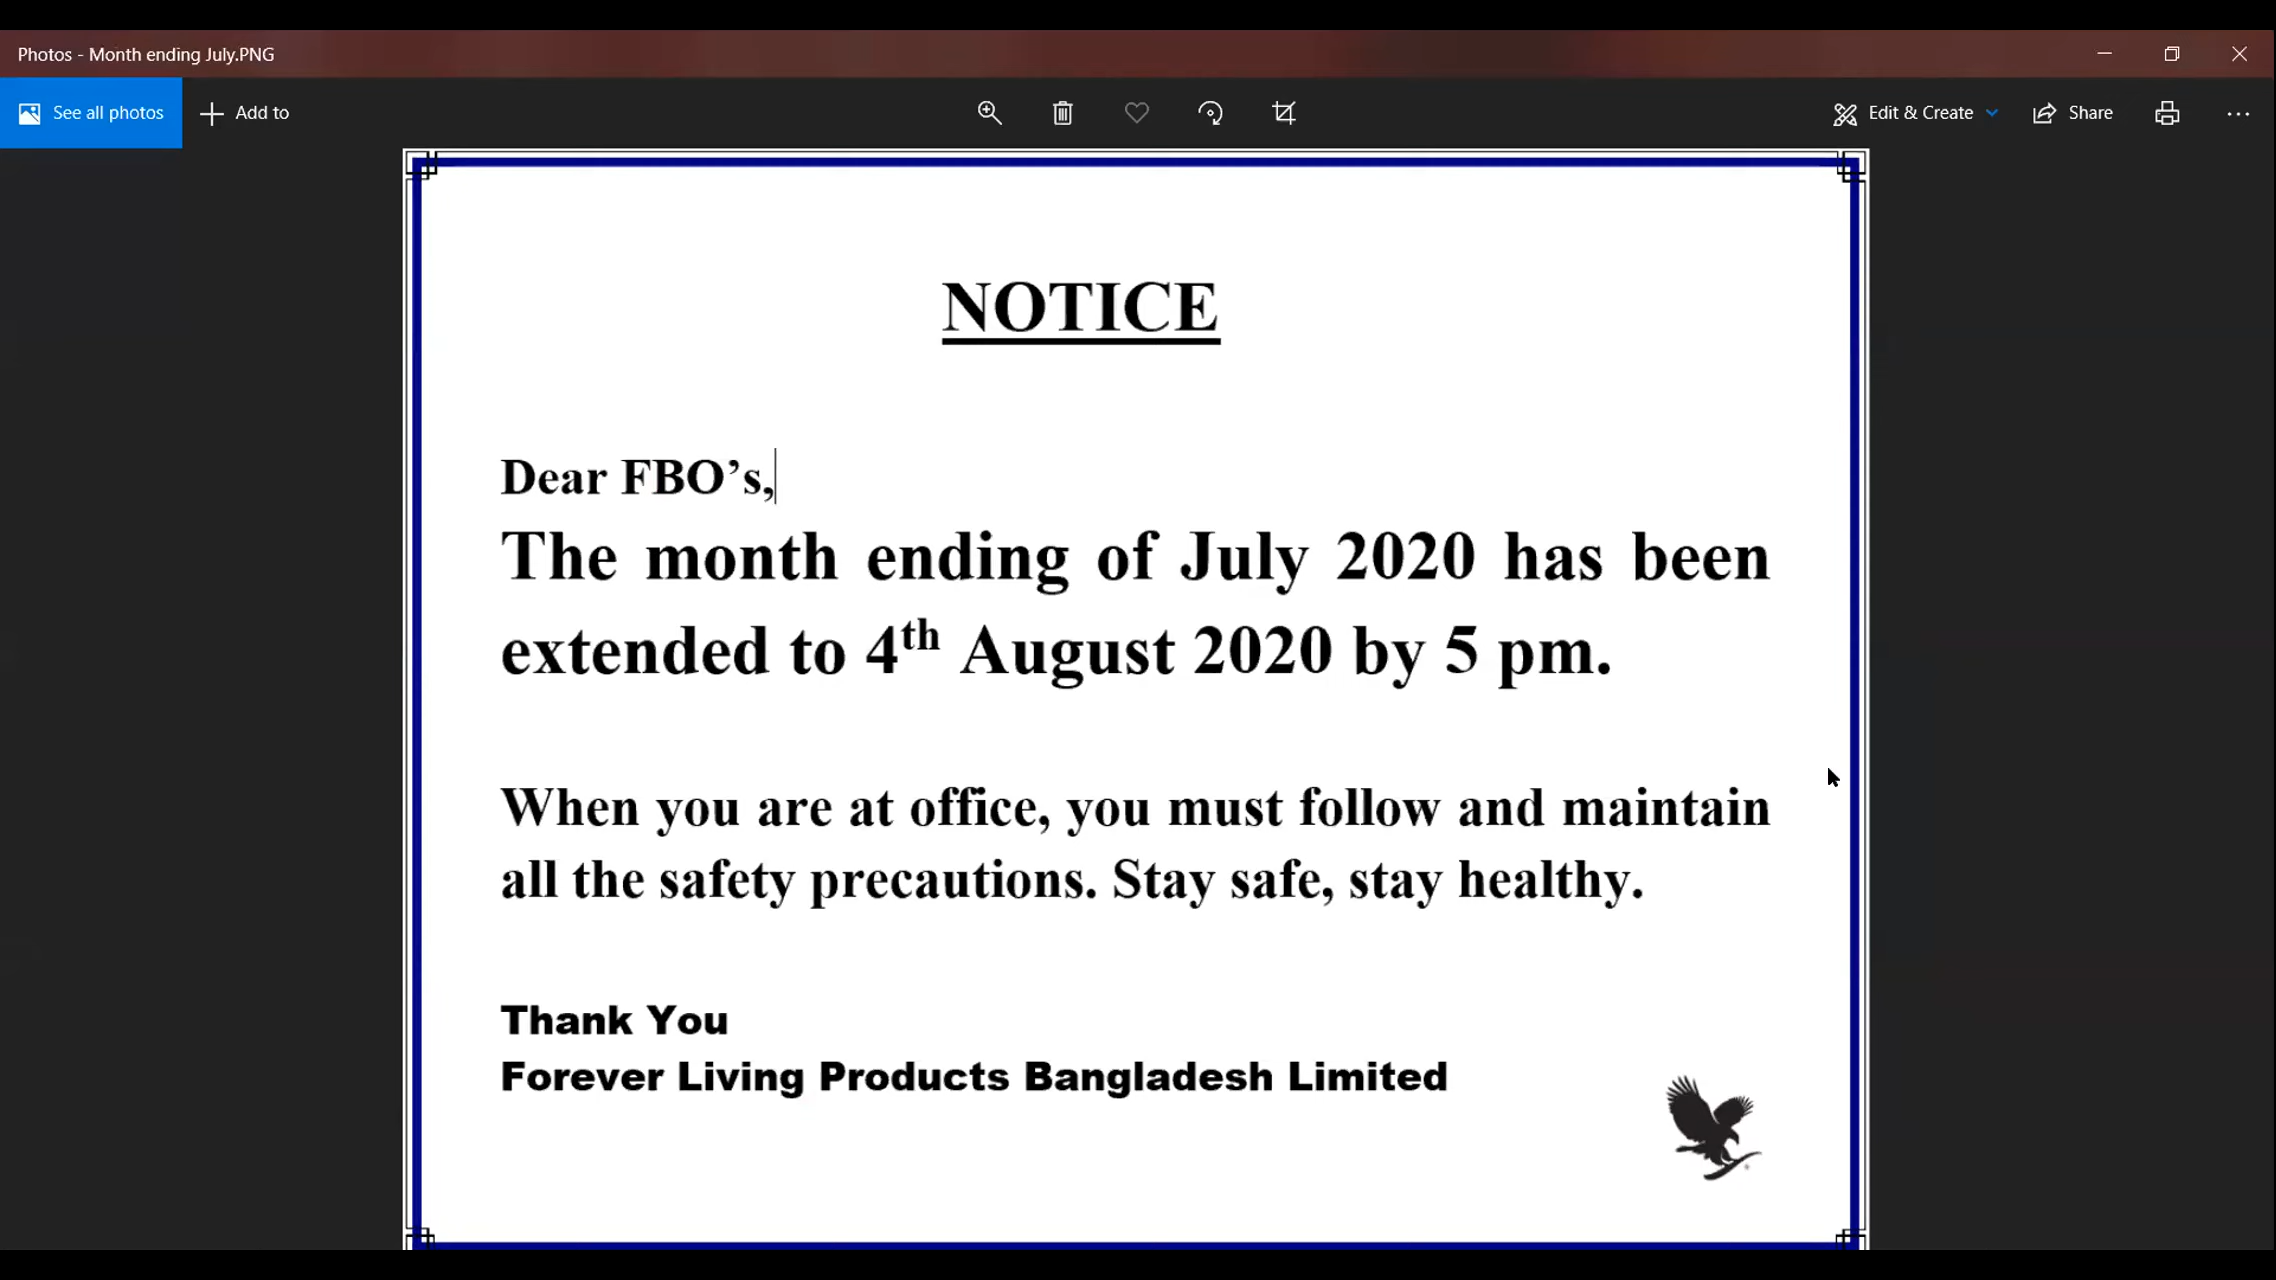 Photos - Month ending July.PNG
See all photos
Add to
Edit & Create
Share
NOTICE
Dear FBO’s,
The month ending of July 2020 has been
extended to 4th August 2020 by 5 pm.
When you are at office, you must follow and maintain
all the safety precautions. Stay safe, stay healthy.
Thank You
Forever Living Products Bangladesh Limited